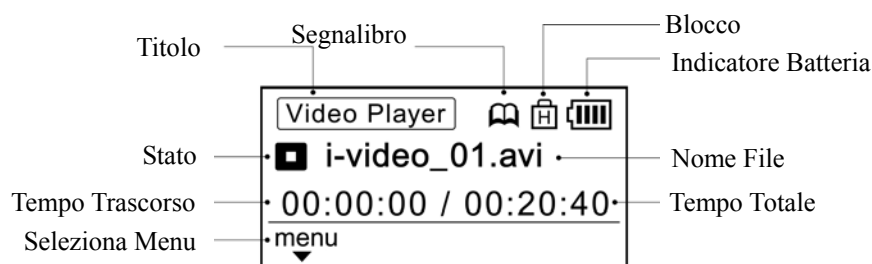 Blocco
Segnalibro
Titolo
Indicatore Batteria
Video Player H
Stato i-video_01.avi Nome File
Tempo Trascorso 00:00:00 / 00:20:40 Tempo Totale
Seleziona Menu menu